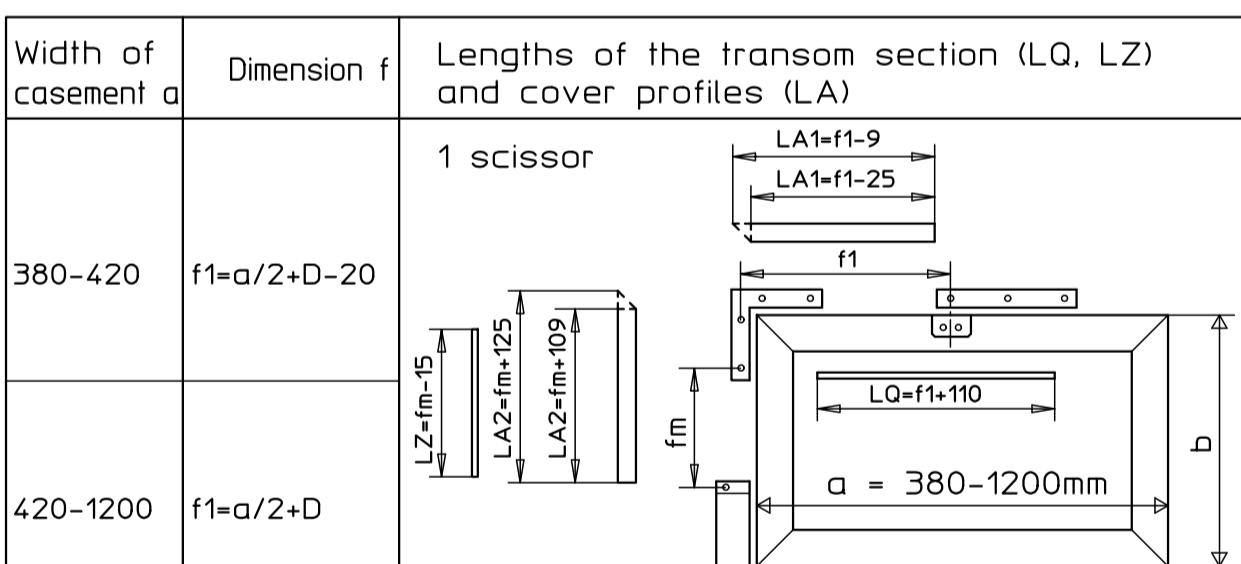 Width of
casement a
Dimension f
Lengths of the transom section (LQ, LZ)
and cover profiles (LA)
380-420
f1=a/2+D-20
420-1200
f1=a/2+D
1 scissor
LA1=f1-9
LA1=f1-25
f1
LZ=fm-15
LA2=fm+125
LA2=fm+109
fm
LQ=f1+110
a = 380-1200mm
b